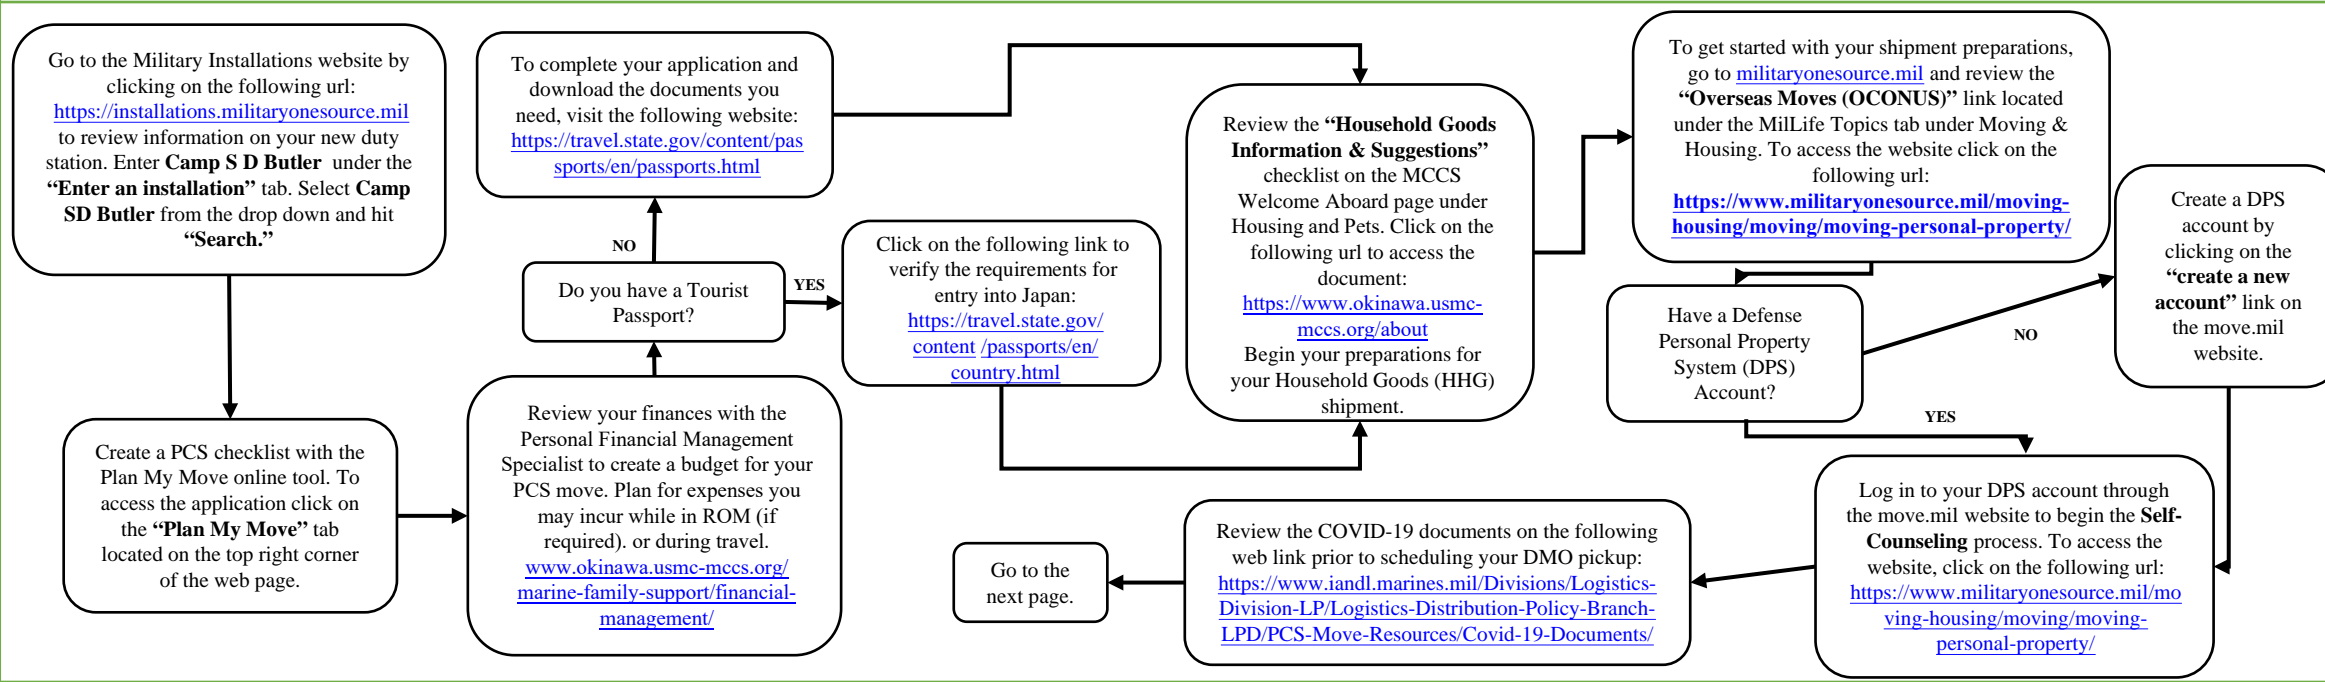 Go to the Military Installations website by
clicking on the following url:
https://installations.militaryonesource.mil
to review information on your new duty
station. Enter Camp S D Butler under the
“Enter an installation” tab. Select Camp
SD Butler from the drop down and hit
“Search.”
Create a PCS checklist with the
Plan My Move online tool. To
access the application click on
the “Plan My Move” tab
located on the top right corner
of the web page.
Review your finances with the
Personal Financial Management
Specialist to create a budget for your
PCS move. Plan for expenses you
may incur while in ROM (if
required). or during travel.
www.okinawa.usmc-mccs.org/
marine-family-support/financial-
management/
Do you have a Tourist
Passport?
NO
To complete your application and
download the documents you
need, visit the following website:
https://travel.state.gov/content/pas
sports/en/passports.html
YES
Click on the following link to
verify the requirements for
entry into Japan:
https://travel.state.gov/
content /passports/en/
country.html
Review the “Household Goods
Information & Suggestions”
checklist on the MCCS
Welcome Aboard page under
Housing and Pets. Click on the
following url to access the
document:
https://www.okinawa.usmc-
mccs.org/about
Begin your preparations for
your Household Goods (HHG)
shipment.
To get started with your shipment preparations,
go to militaryonesource.mil and review the
“Overseas Moves (OCONUS)” link located
under the MilLife Topics tab under Moving &
Housing. To access the website click on the
following url:
https://www.militaryonesource.mil/moving-
housing/moving/moving-personal-property/
Have a Defense
Personal Property
System (DPS)
Account?
NO
Create a DPS
account by
clicking on the
“create a new
account” link on
the move.mil
website.
YES
Log in to your DPS account through
the move.mil website to begin the Self-
Counseling process. To access the
website, click on the following url:
https://www.militaryonesource.mil/mo
ving-housing/moving/moving-
personal-property/
Review the COVID-19 documents on the following
web link prior to scheduling your DMO pickup:
https://www.iandl.marines.mil/Divisions/Logistics-
Division-LP/Logistics-Distribution-Policy-Branch-
LPD/PCS-Move-Resources/Covid-19-Documents/
Go to the
next page.